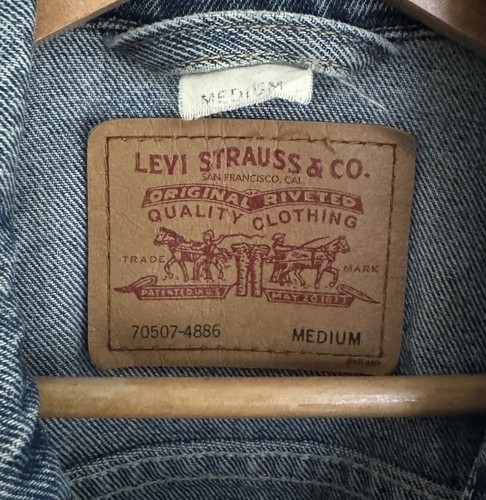 MEDIUM
LEVI STRAUSS & CO.
SAN FRANCISCO, CAL.
ORIGINAL RIVETED
QUALITY CLOTHING
TRADE MARK
PATENTED IN U.S. MAY 20 1873
70507-4886 MEDIUM